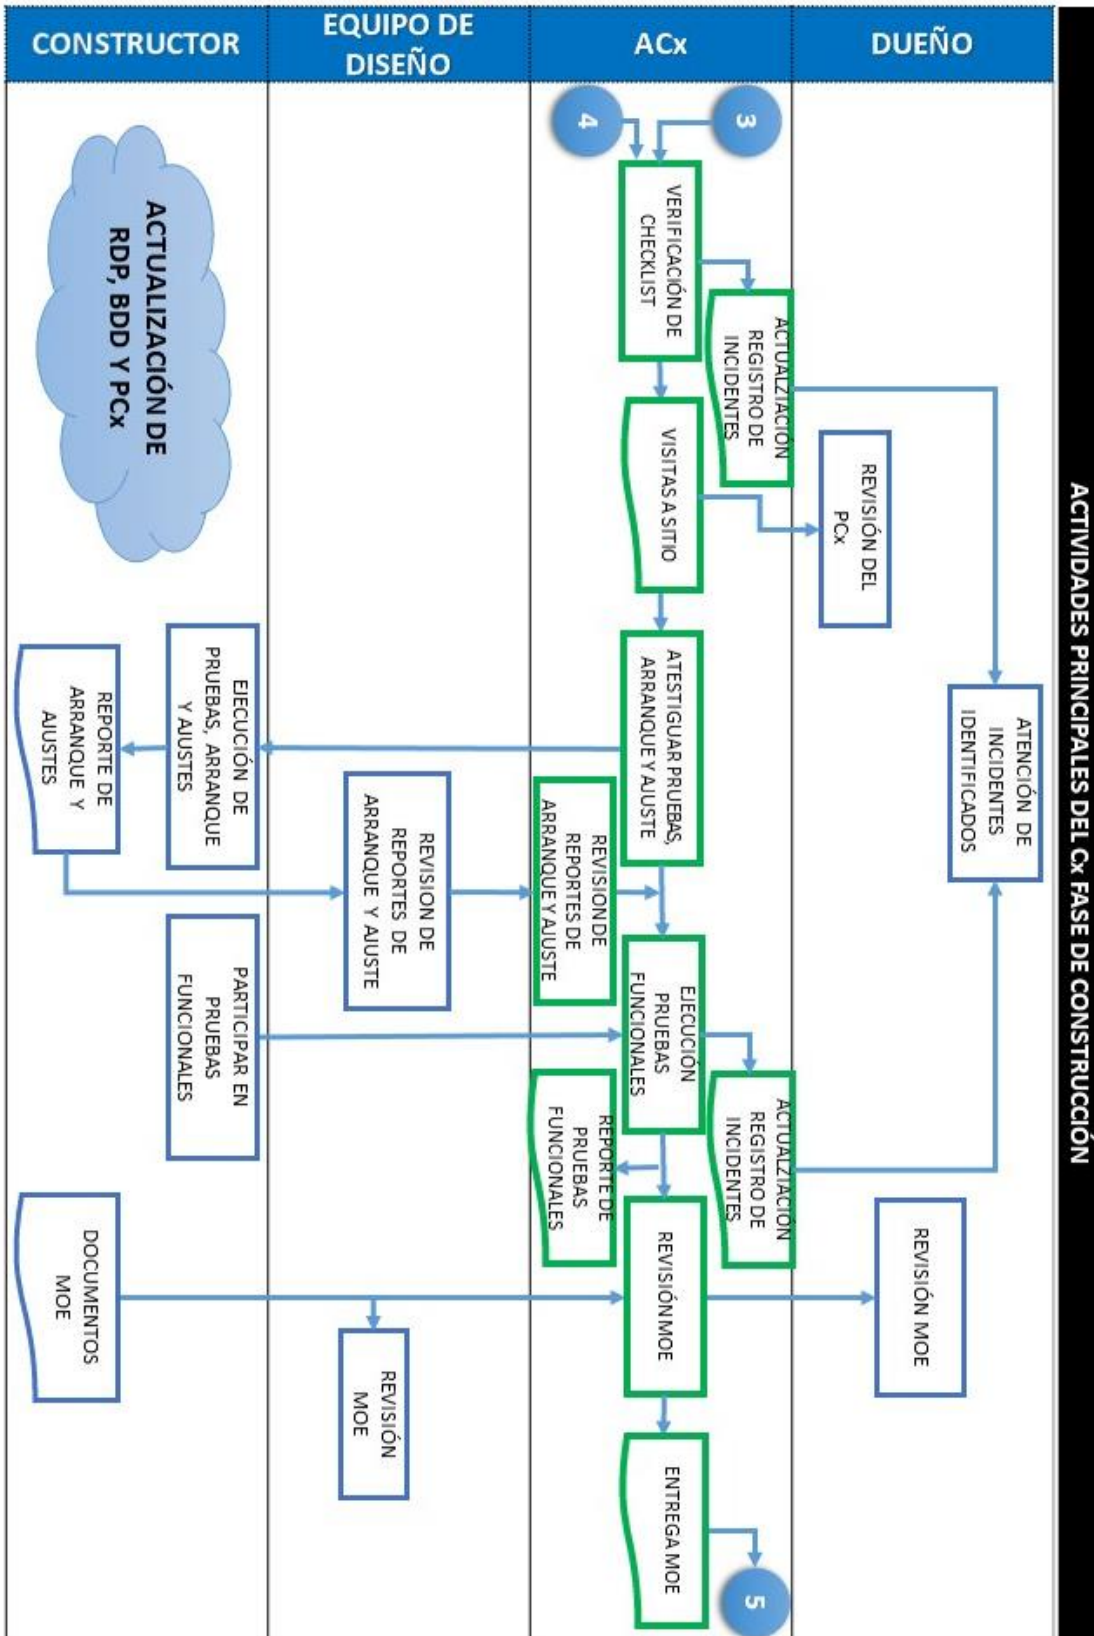 ACTIVIDADES PRINCIPALES DEL Cx FASE DE CONSTRUCCIÓN
DUEÑO
ATENCIÓN DE
INCIDENTES
IDENTIFICADOS
REVISIÓN DEL
PCx
REVISIÓN MOE
ACx
3
4
VERIFICACIÓN DE
CHECKLIST
ACTUALZIACIÓN
REGISTRO DE
INCIDENTES
VISITAS A SITIO
ATESTIGUAR PRUEBAS,
ARRANQUE Y AJUSTE
REVISION DE
REPORTES DE
ARRANQUE Y AJUSTE
EJECUCIÓN
PRUEBAS
FUNCIONALES
ACTUALZIACIÓN
REGISTRO DE
INCIDENTES
REPORTE DE
PRUEBAS
FUNCIONALES
REVISIÓN MOE
ENTREGA MOE
5
EQUIPO DE
DISEÑO
REVISION DE
REPORTES DE
ARRANQUE Y AJUSTE
REVISIÓN
MOE
CONSTRUCTOR
ACTUALIZACIÓN DE
RDP, BDD Y PCx
EJECUCIÓN DE
PRUEBAS, ARRANQUE
Y AJUSTES
REPORTE DE
ARRANQUE Y
AJUSTES
PARTICIPAR EN
PRUEBAS
FUNCIONALES
DOCUMENTOS
MOE